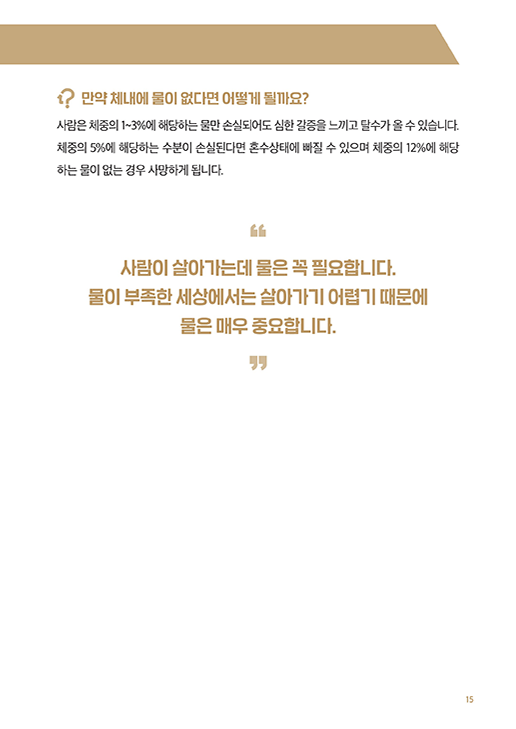 만약 체내에 물이 없다면 어떻게 될까요?
사람은 체중의 1~3%에 해당하는 물만 손실되어도 심한 갈증을 느끼고 탈수가 올 수 있습니다.
체중의 5%에 해당하는 수분이 손실된다면 혼수상태에 빠질 수 있으며 체중의 12%에 해당
하는 물이 없는 경우 사망하게 됩니다.
“
사람이 살아가는데 물은 꼭 필요합니다.
물이 부족한 세상에서는 살아가기 어렵기 때문에
물은 매우 중요합니다.
”
15